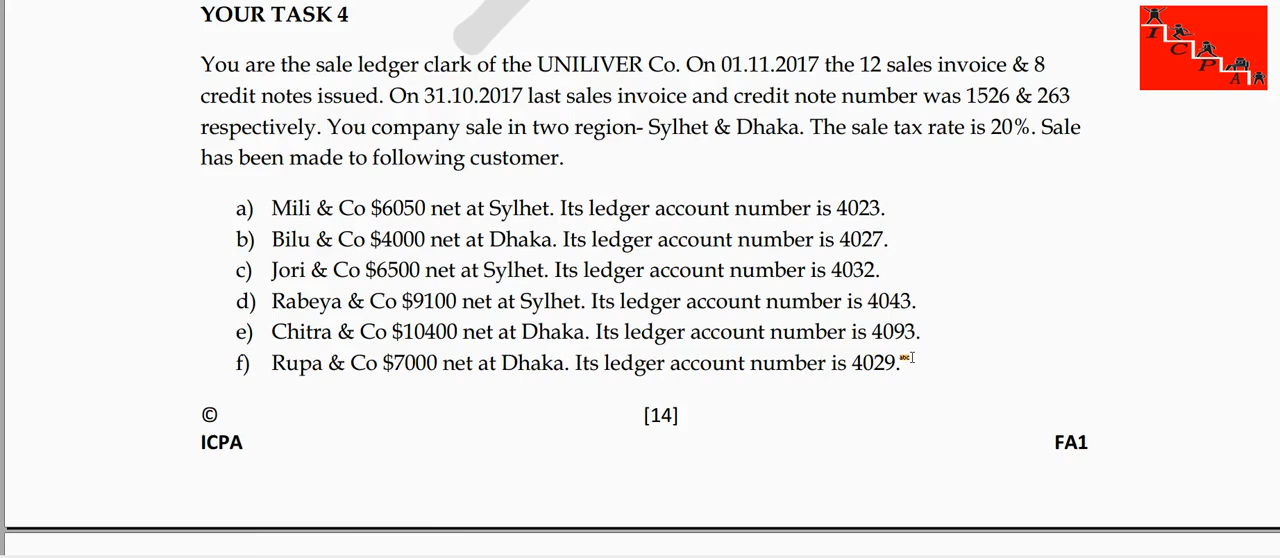 YOUR TASK 4
You are the sale ledger clark of the UNILIVER Co. On 01.11.2017 the 12 sales invoice & 8
credit notes issued. On 31.10.2017 last sales invoice and credit note number was 1526 & 263
respectively. You company sale in two region- Sylhet & Dhaka. The sale tax rate is 20%. Sale
has been made to following customer.
a) Mili & Co $6050 net at Sylhet. Its ledger account number is 4023.
b) Bilu & Co $4000 net at Dhaka. Its ledger account number is 4027.
c) Jori & Co $6500 net at Sylhet. Its ledger account number is 4032.
d) Rabeya & Co $9100 net at Sylhet. Its ledger account number is 4043.
e) Chitra & Co $10400 net at Dhaka. Its ledger account number is 4093.
f) Rupa & Co $7000 net at Dhaka. Its ledger account number is 4029.
©
[14]
ICPA
FA1
I C P A